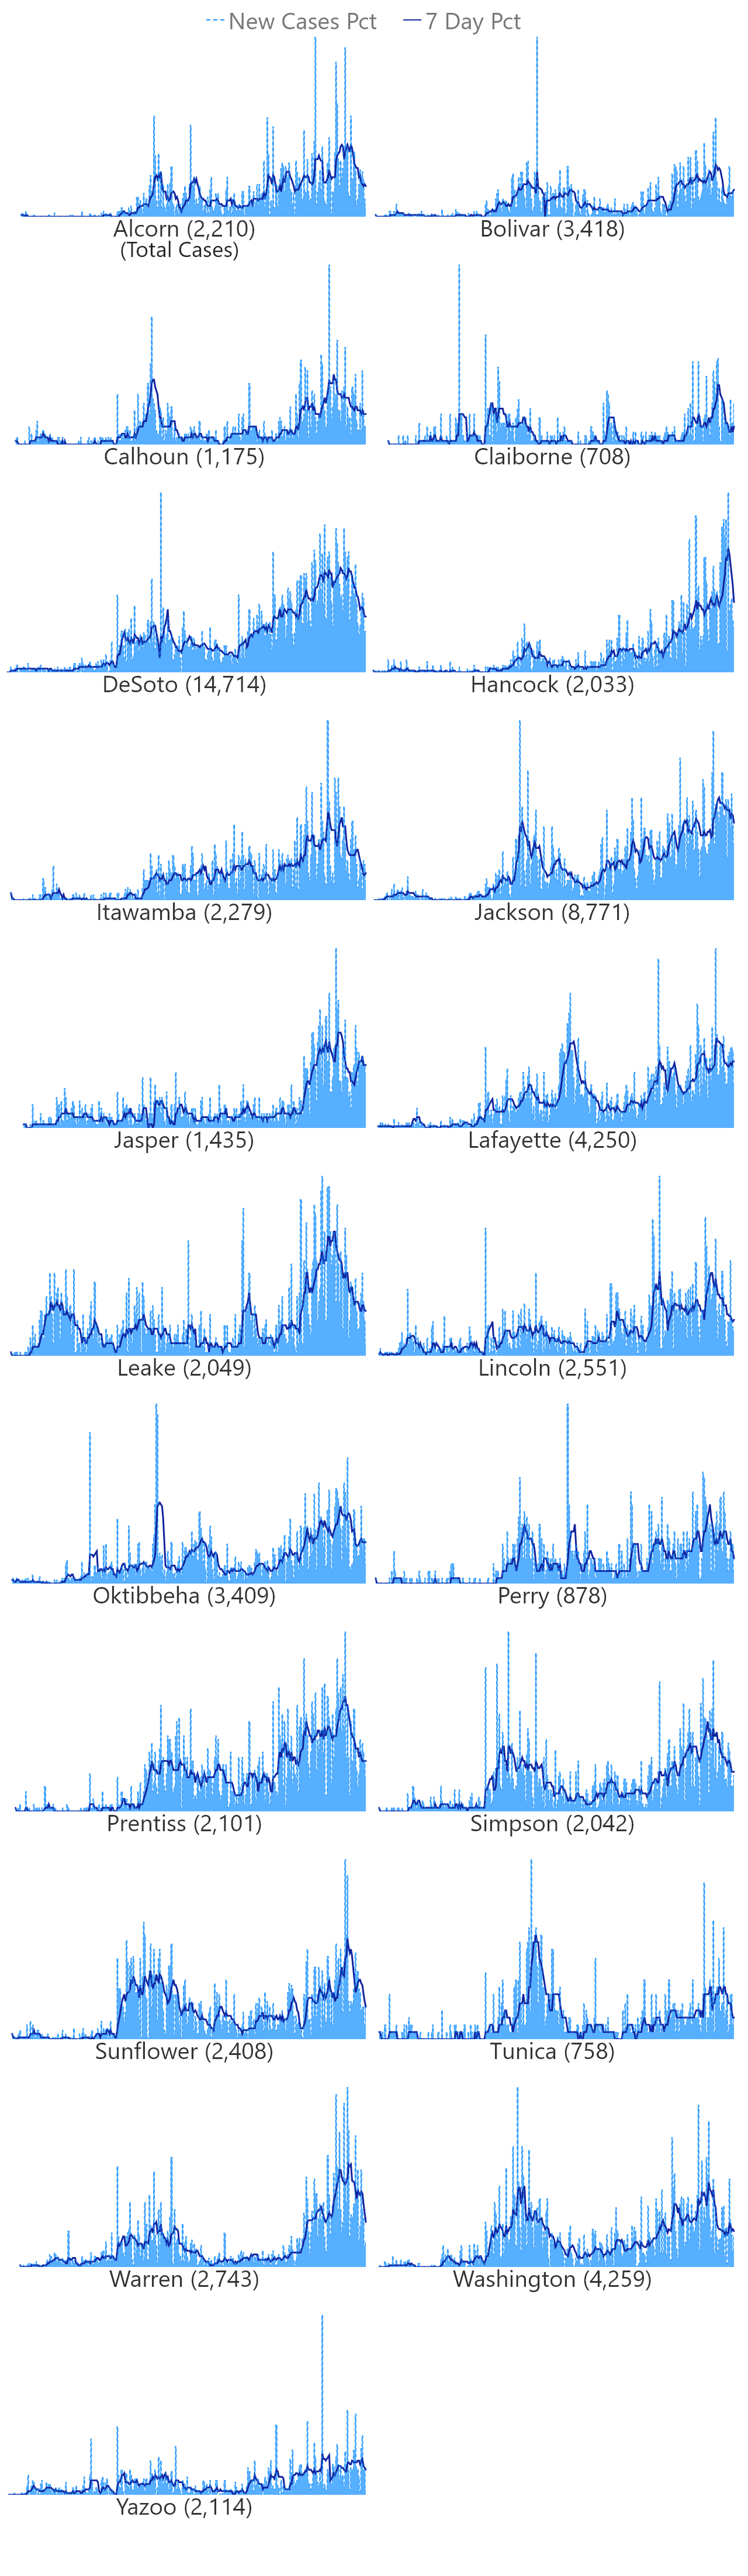 New Cases Pct 7 Day Pct
Alcorn (2,210) Bolivar (3,418)
(Total Cases)
Calhoun (1,175) Claiborne (708)
DeSoto (14,714) Hancock (2,033)
Itawamba (2,279) Jackson (8,771)
Jasper (1,435) Lafayette (4,250)
Leake (2,049) Lincoln (2,551)
Oktibbeha (3,409) Perry (878)
Prentiss (2,101) Simpson (2,042)
Sunflower (2,408) Tunica (758)
Warren (2,743) Washington (4,259)
Yazoo (2,114)